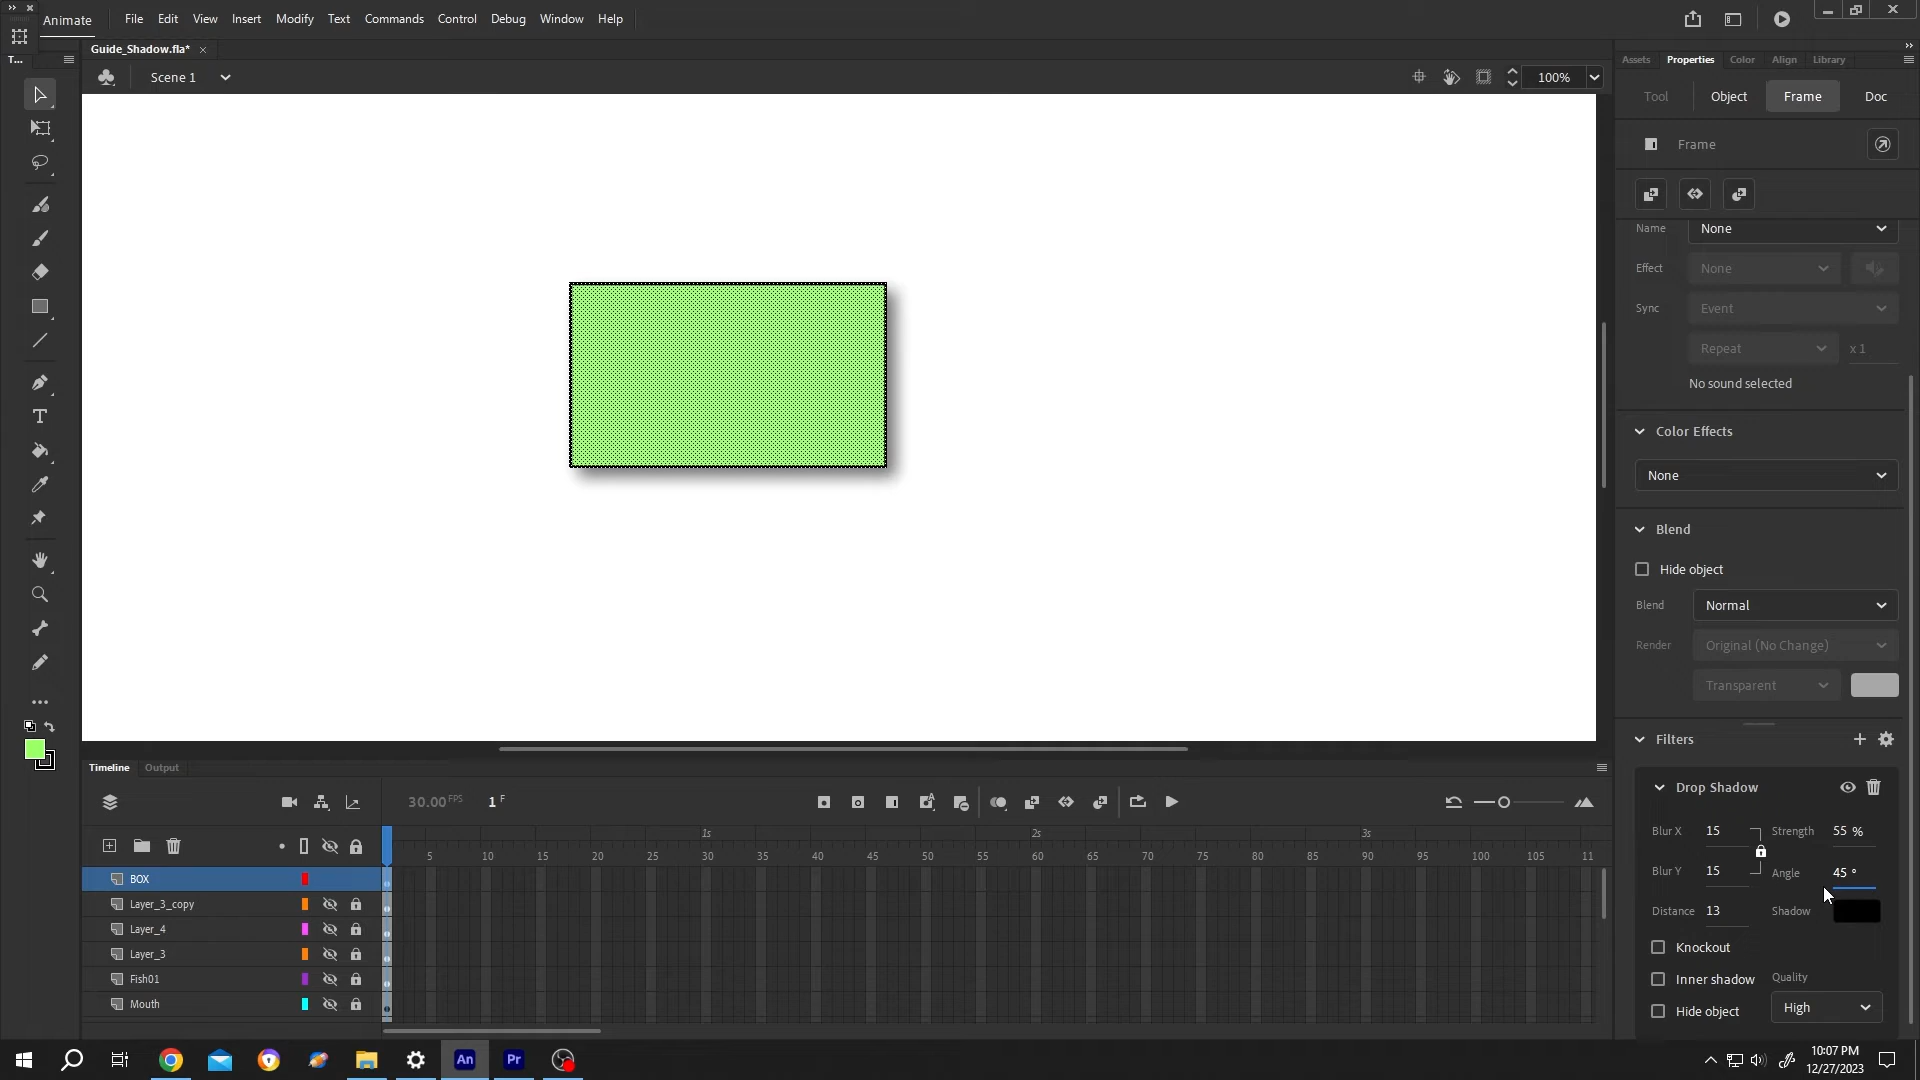 Animate File Edit View Insert Modify Text Commands Control Debug Window Help
T... Guide_Shadow.fla* Assets Properties Color Align Library
Scene 1 100%
Tool Object Frame Doc
Frame
Name None
Effect None
Sync Event
Repeat x 1
No sound selected
Color Effects
None
Blend
Hide object
Blend Normal
Render Original (No Change)
Transparent
Filters
Drop Shadow
Blur X 15 Strength 55 %
Blur Y 15 Angle 45 °
Distance 13 Shadow
Knockout
Inner shadow Quality
Hide object High
Timeline Output
30.00 FPS 1 F
1s 2s 3s
5 10 15 20 25 30 35 40 45 50 55 60 65 70 75 80 85 90 95 100 105 11
BOX
Layer_3_copy
Layer_4
Layer_3
Fish01
Mouth
An Pr
10:07 PM
12/27/2023